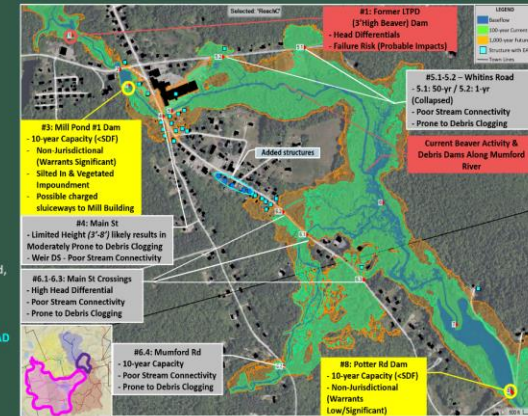 Selected: 'ReachC'
#1: Former LTPD
(3'High Beaver) Dam
- Head Differentials
- Failure Risk (Probable Impacts)
LEGEND
Baseflow
100-year Current
1,000-year Future
Structure with
Town Lines
#5.1-5.2 – Whitins Road
- 5.1: 50-yr / 5.2: 1-yr
(Collapsed)
- Poor Stream Connectivity
- Prone to Debris Clogging
#3: Mill Pond #1 Dam
- 10-year Capacity (<SDF)
- Non-Jurisdictional
(Warrants Significant)
- Silted In & Vegetated
Impoundment
- Possible charged
sluiceways to Mill Building
Added structures
Current Beaver Activity &
Debris Dams Along Mumford
River
#4: Main St
- Limited Height (3'-8') likely results in
Moderately Prone to Debris Clogging
- Weir DS - Poor Stream Connectivity
#6.1-6.3: Main St Crossings
- High Head Differential
- Poor Stream Connectivity
- Prone to Debris Clogging
d,
AD
#6.4: Mumford Rd
- 10-year Capacity
- Poor Stream Connectivity
- Prone to Debris Clogging
#8: Potter Rd Dam
- 10-year Capacity (<SDF)
- Non-Jurisdictional
(Warrants
Low/Significant)